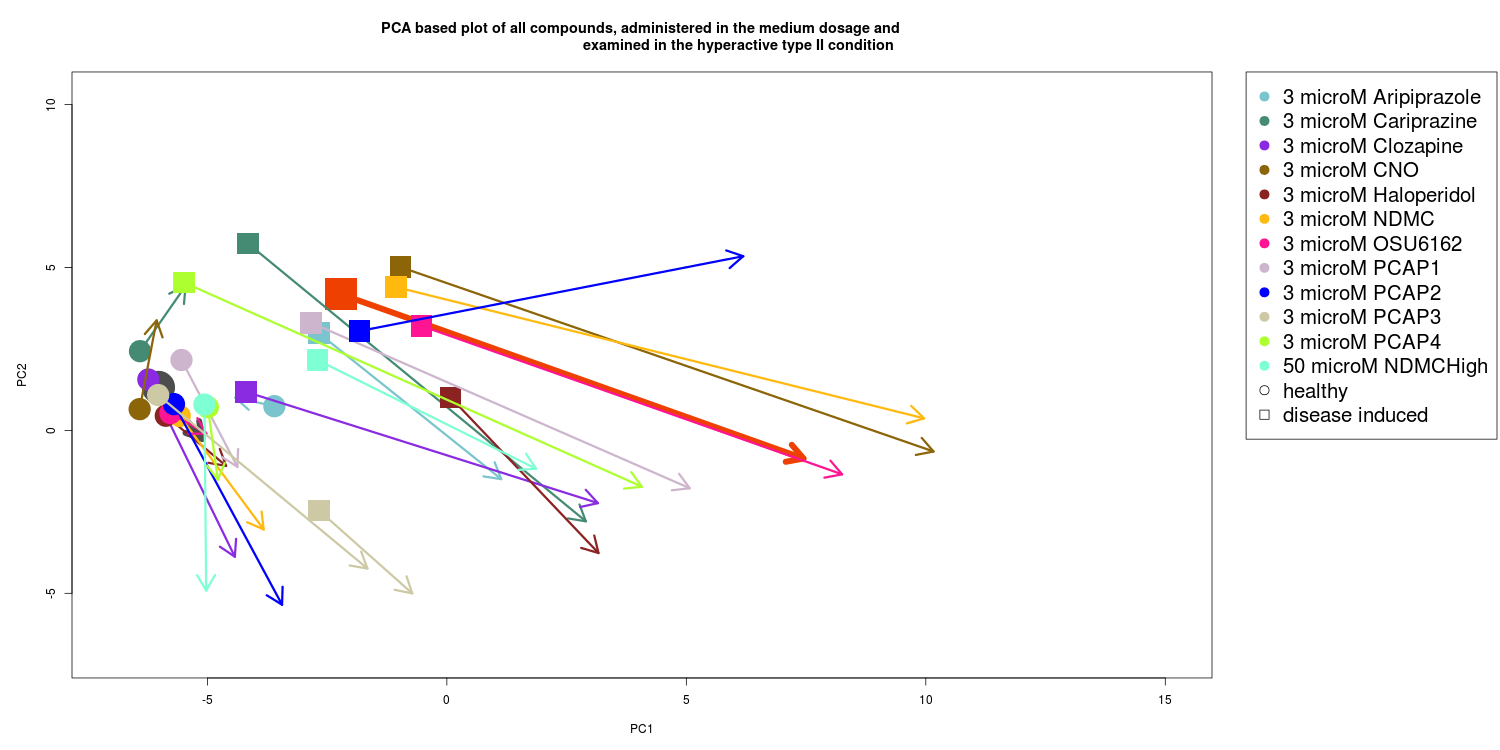 PCA based plot of all compounds, administered in the medium dosage and
examined in the hyperactive type II condition
10
5
0
-5
PC2
-5
0
5
10
15
PC1
3 microM Aripiprazole
3 microM Cariprazine
3 microM Clozapine
3 microM CNO
3 microM Haloperidol
3 microM NDMC
3 microM OSU6162
3 microM PCAP1
3 microM PCAP2
3 microM PCAP3
3 microM PCAP4
50 microM NDMCHigh
healthy
disease induced